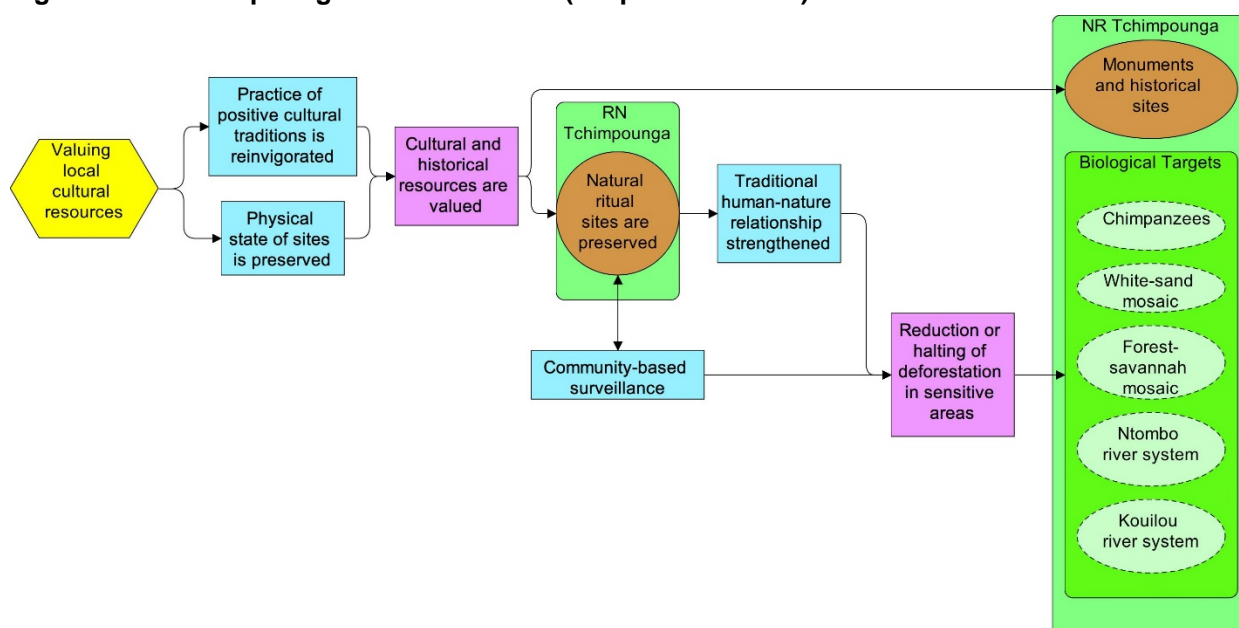 NR Tchimpounga
Monuments
and historical
sites
Practice of
positive cultural
traditions is
reinvigorated
RN
Tchimpounga
Valuing
local
cultural
resources
Cultural and
historical
resources are
valued
Natural
ritual
sites are
preserved
Traditional
human-nature
relationship
strengthened
Physical
state of sites
is preserved
Community-based
surveillance
Reduction or
halting of
deforestation
in sensitive
areas
Biological Targets
Chimpanzees
White-sand
mosaic
Forest-
savannah
mosaic
Ntombo
river system
Kouilou
river system